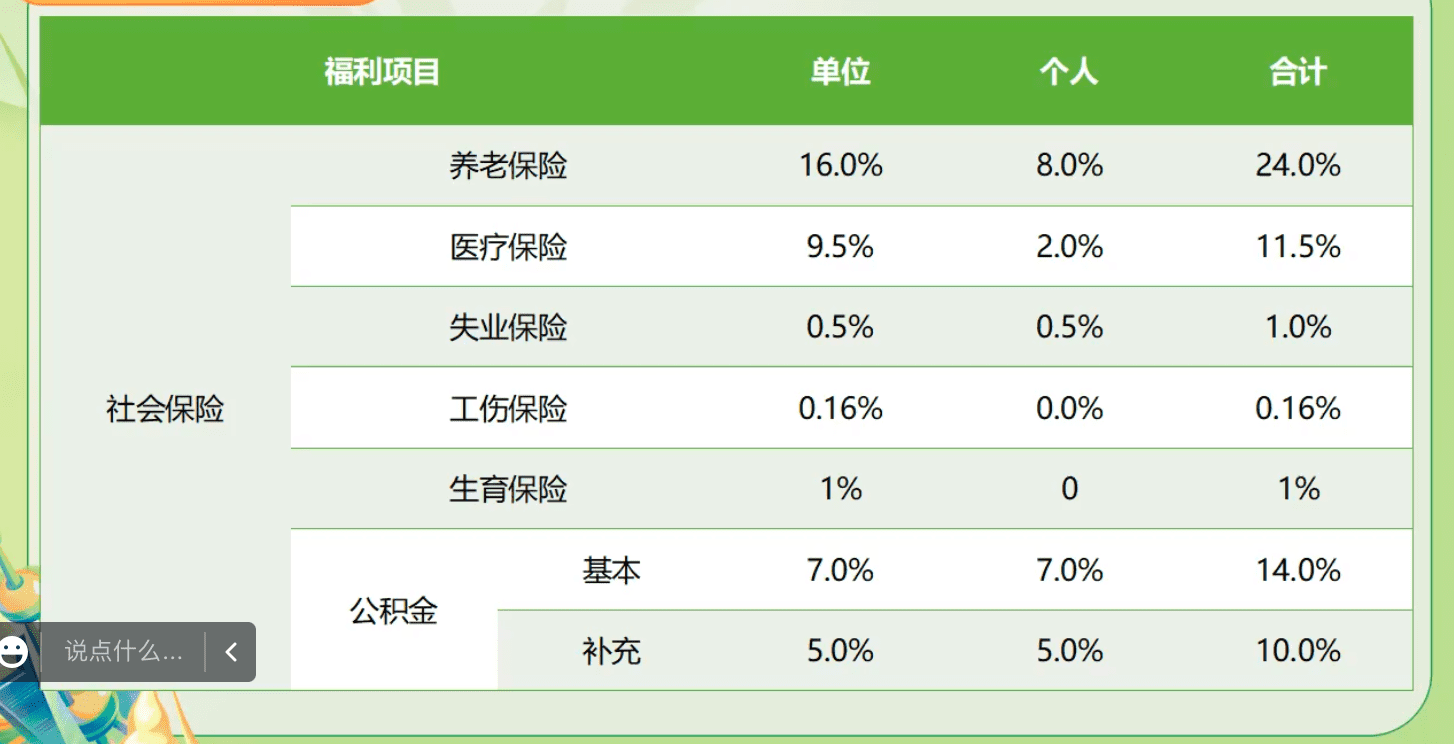 福利项目 单位 个人 合计
养老保险 16.0% 8.0% 24.0%
医疗保险 9.5% 2.0% 11.5%
失业保险 0.5% 0.5% 1.0%
社会保险 工伤保险 0.16% 0.0% 0.16%
生育保险 1% 0 1%
基本 7.0% 7.0% 14.0%
公积金
补充 5.0% 5.0% 10.0%
说点什么...